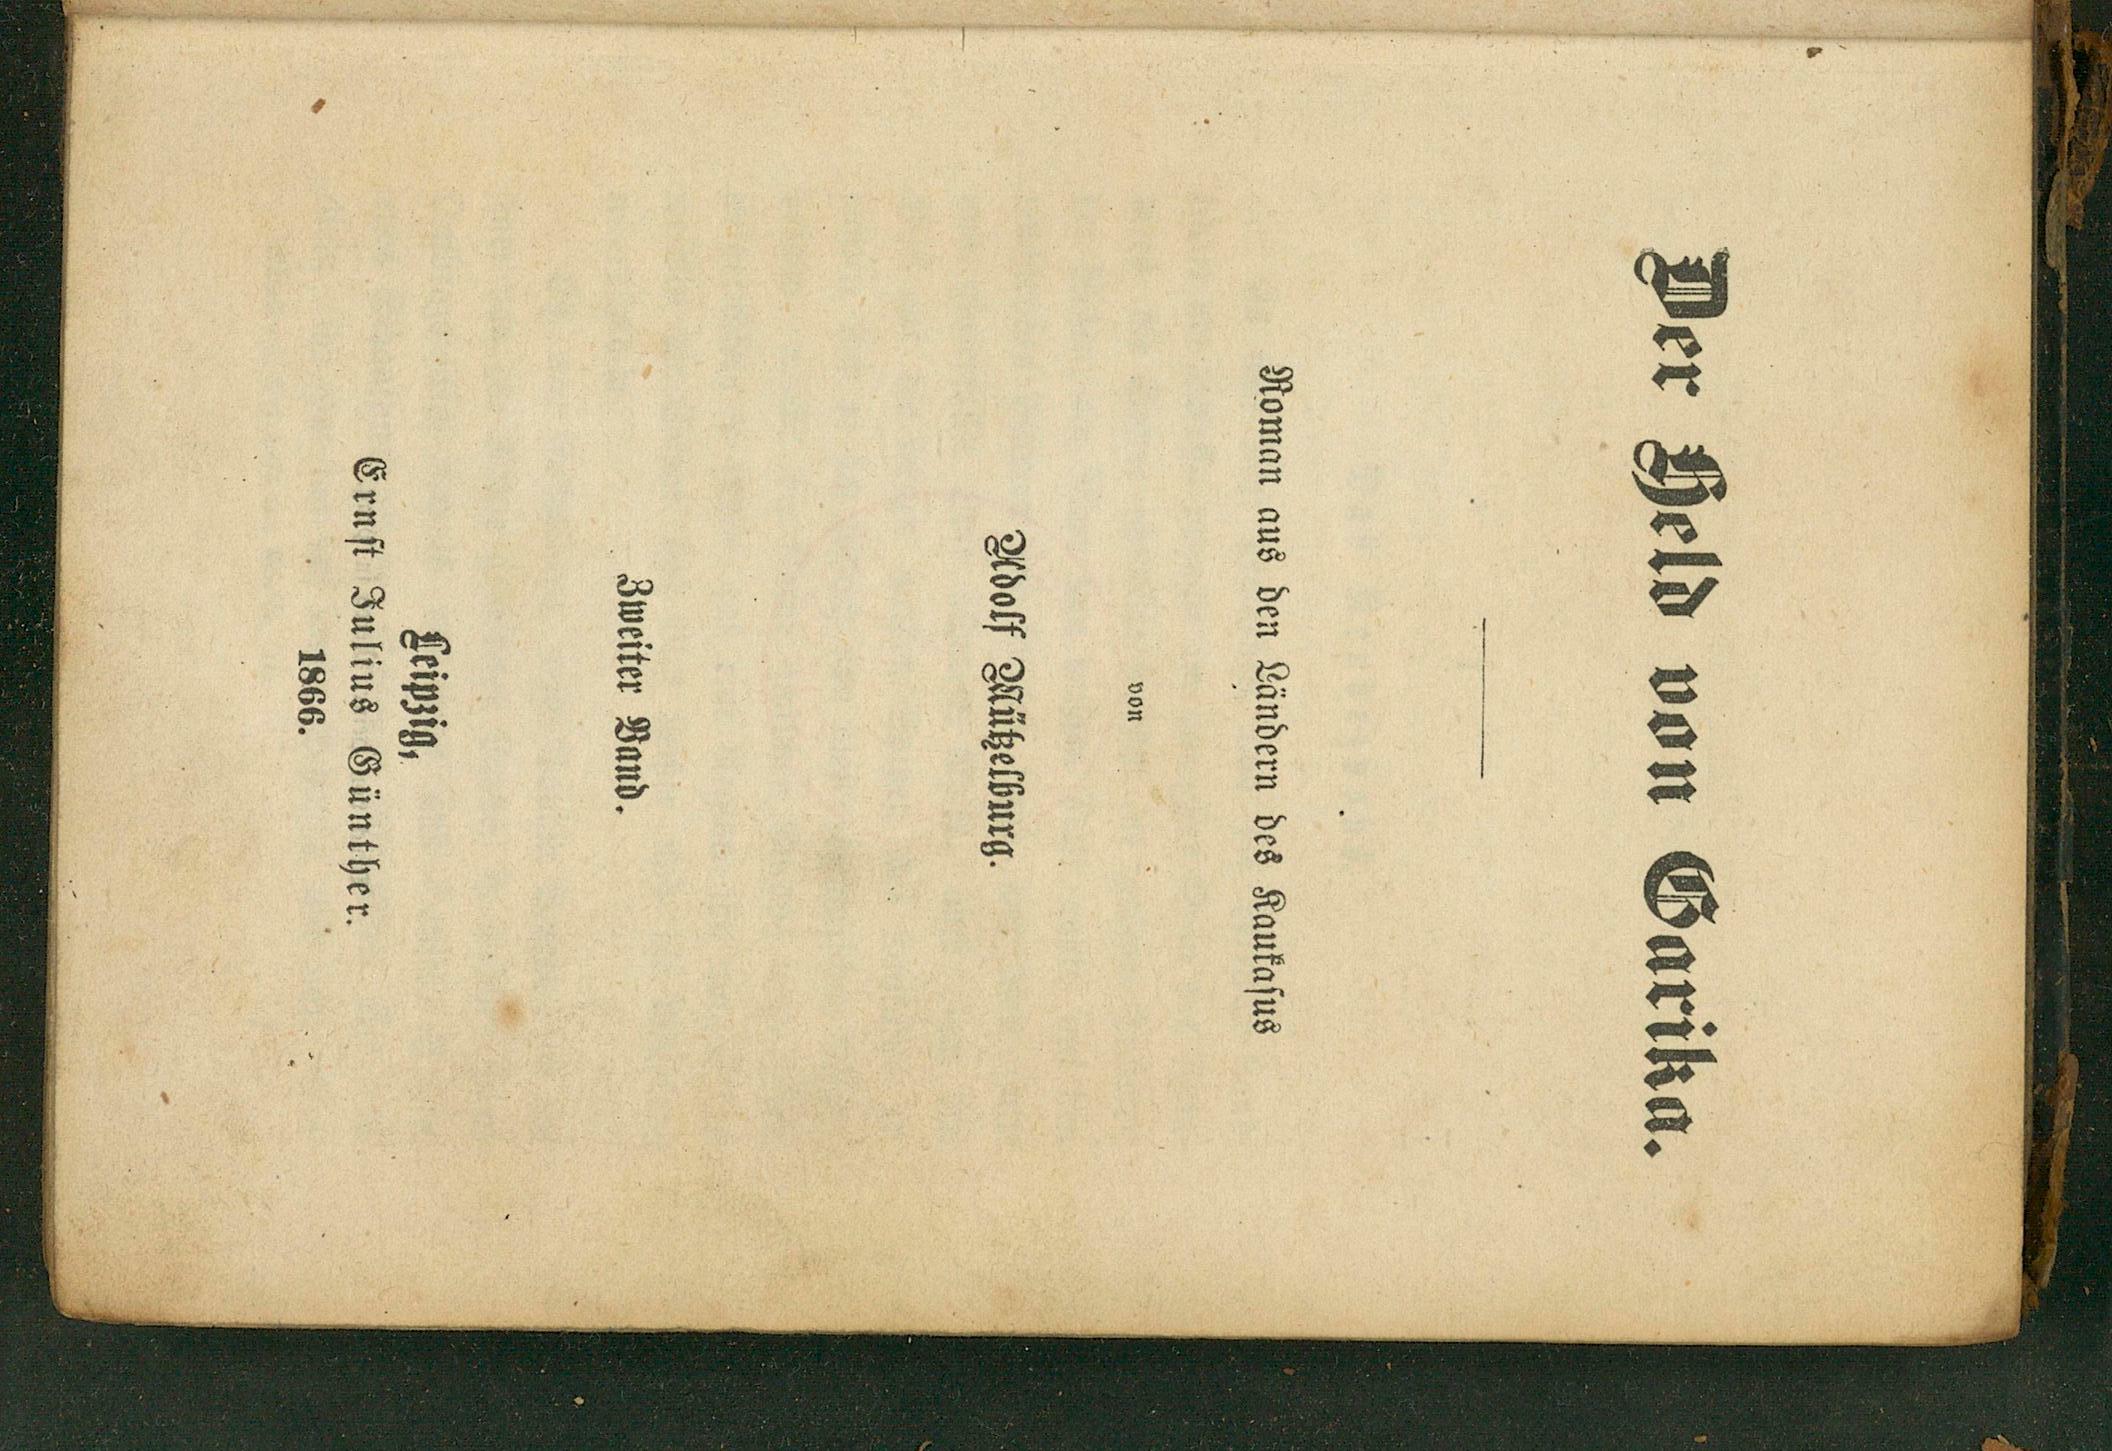 Der Held von Garika.
Roman aus den Ländern des Kaukasus
von
Adolf Mützelburg.
Zweiter Band.
Leipzig,
Ernst Julius Günther.
1866.